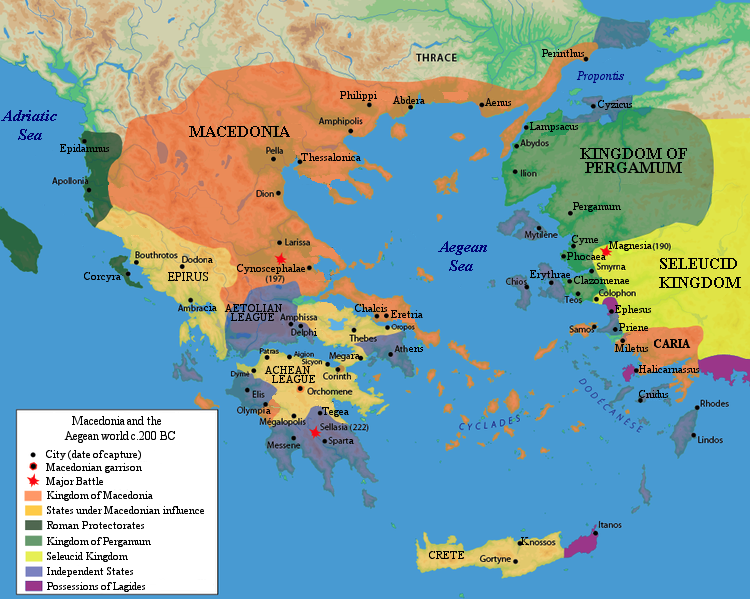 THRACE
Perinthus
Propontis
Cyzicus
Philippi
Abdera
Aenus
Adriatic
Sea
Amphipolis
MACEDONIA
Lampsacus
Epidamnus
Abydos
Pella
Thessalonica
KINGDOM OF
PERGAMUM
Apollonia
Dion
Ilion
Pergamum
Mytilène
Larissa
Cyme
Magnesia (190)
Aegean
Sea
Bouthrotos
Dodona
Phocaea
Smyrna
Cynoscephalae
(197)
SELEUCID
KINGDOM
Corcyra
EPIRUS
Chios
Erythrae
Clazomenae
Colophon
Teos
Ambracia
AETOLIAN
LEAGUE
Amphissa
Delphi
Chalcis
Eretria
Oropos
Ephesus
Thebes
Samos
Priene
Athens
Miletus
CARIA
Patras
Aigion
Sicyon
Megara
Dyme
ACHEAN
LEAGUE
Corinth
Halicarnassus
Elis
Orchomene
Cnidus
DODECANESE
Rhodes
Olympia
Tegea
Mégalopolis
CYCLADES
Sellasia (222)
Messene
Sparta
Lindos
Itanos
Knossos
CRETE
Gortyne
Macedonia and the
Aegean world c.200 BC
City (date of capture)
Macedonian garrison
Major Battle
Kingdom of Macedonia
States under Macedonian influence
Roman Protectorates
Kingdom of Pergamum
Seleucid Kingdom
Independent States
Possessions of Lagides